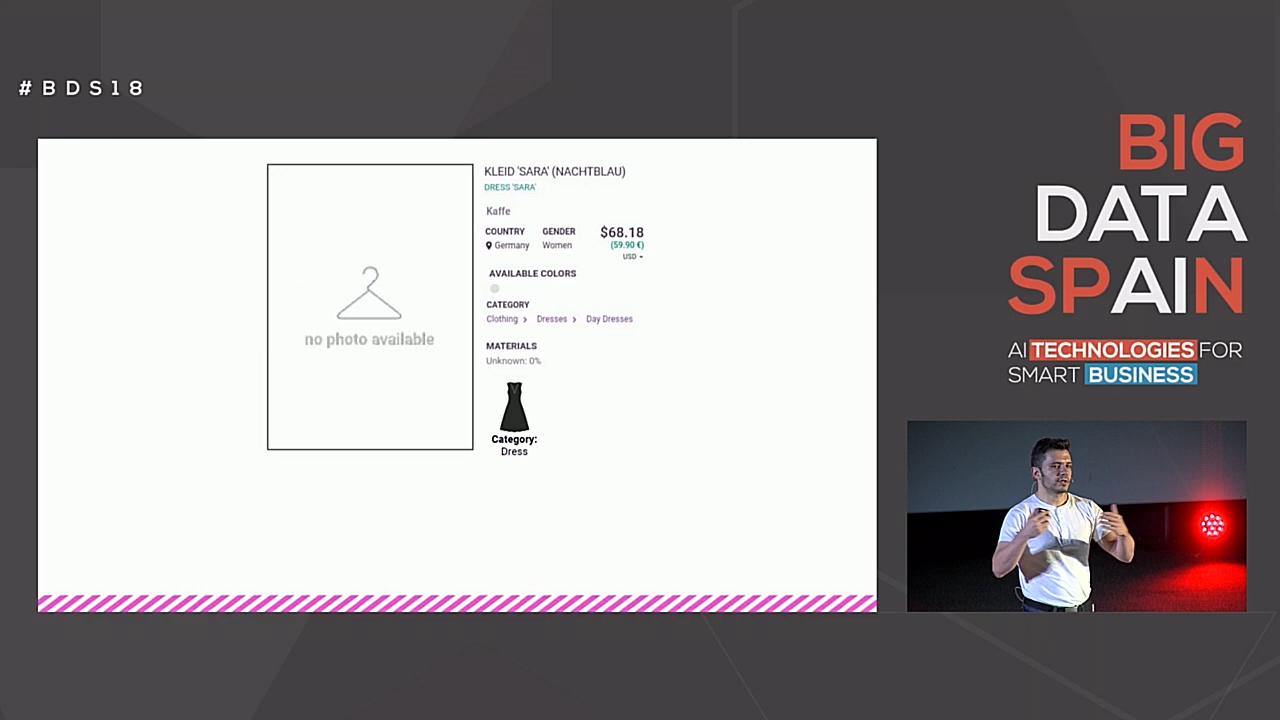 #BDS18
BIG
DATA
SPAIN
AI TECHNOLOGIES FOR
SMART BUSINESS
no photo available
KLEID 'SARA' (NACHTBLAU)
DRESS 'SARA'
Kaffe
COUNTRY GENDER $68.18
Germany Women (59.90 €)
USD
AVAILABLE COLORS
CATEGORY
Clothing > Dresses > Day Dresses
MATERIALS
Unknown: 0%
Category:
Dress